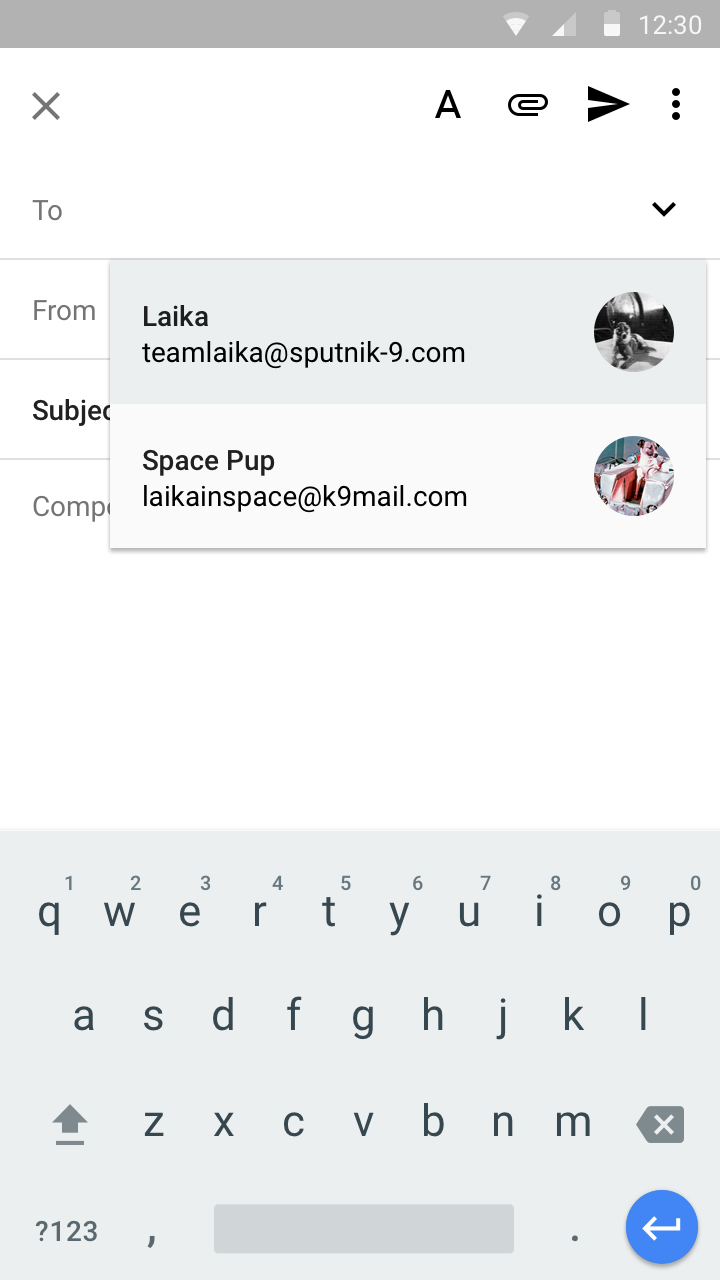 12:30
A
To
From
Laika
teamlaika@sputnik-9.com
Subjec
Space Pup
laikainspace@k9mail.com
Compo
1 2 3 4 5 6 7 8 9 0
q w e r t y u i o p
a s d f g h j k l
z x c v b n m
?123 , .